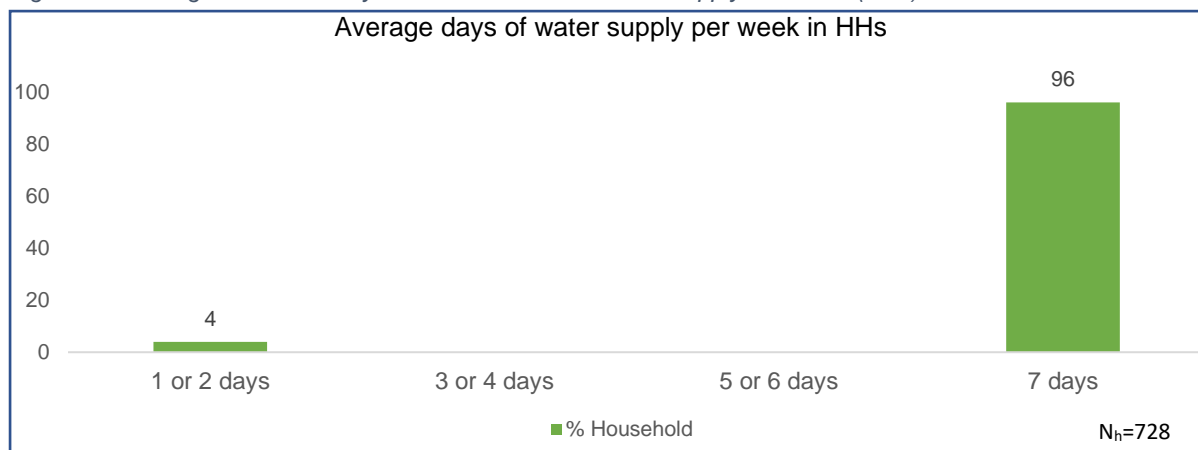 Average days of water supply per week in HHs
96
100
80
60
40
20
4
0
1 or 2 days 3 or 4 days 5 or 6 days 7 days
% Household
Nh=728